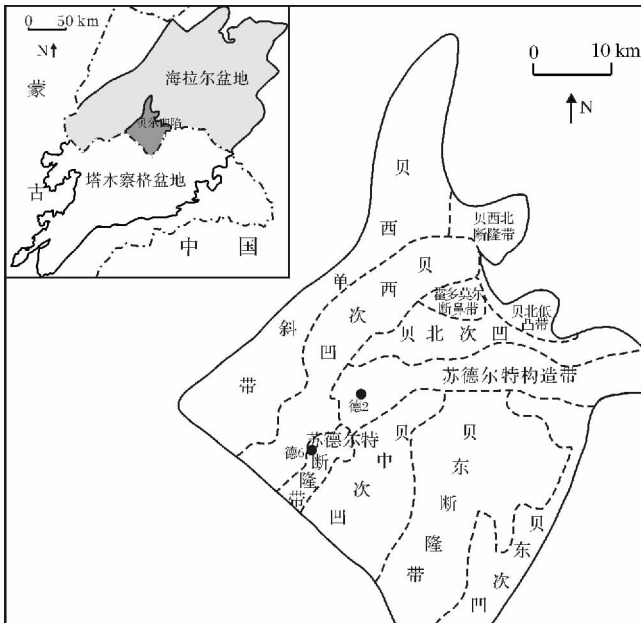 0 50 km
N
蒙
古
海拉尔盆地
贝尔凹陷
塔木察格盆地
中国
0 10 km
N
贝西单斜带
贝西北
断隆带
贝西次凹
霍多莫尔
断鼻带
贝北低
凸带
贝北次凹
苏德尔特构造带
德2
苏德尔特
断隆带
德6
贝中次凹
贝东断隆带
贝东次凹